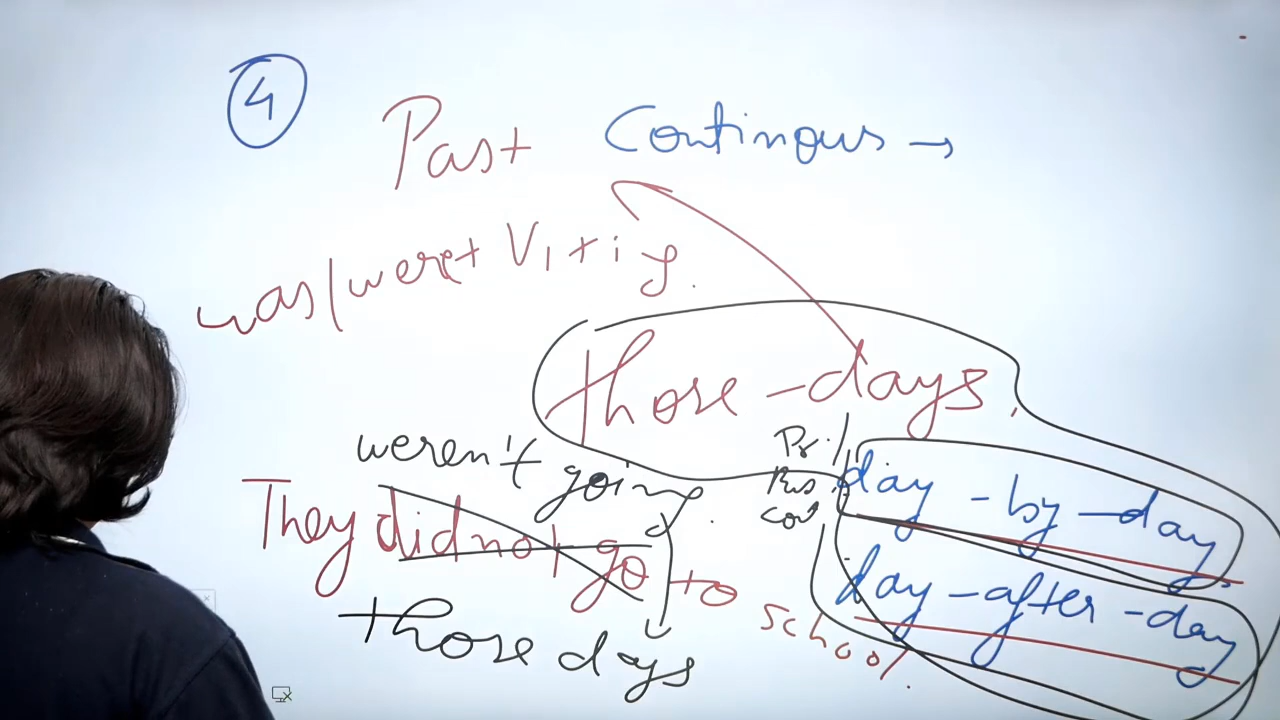 4
Past Continous →
was/were + V1 + ing.
those - days.
weren't going
day - by - day
They did not go to school.
day - after - day
those days